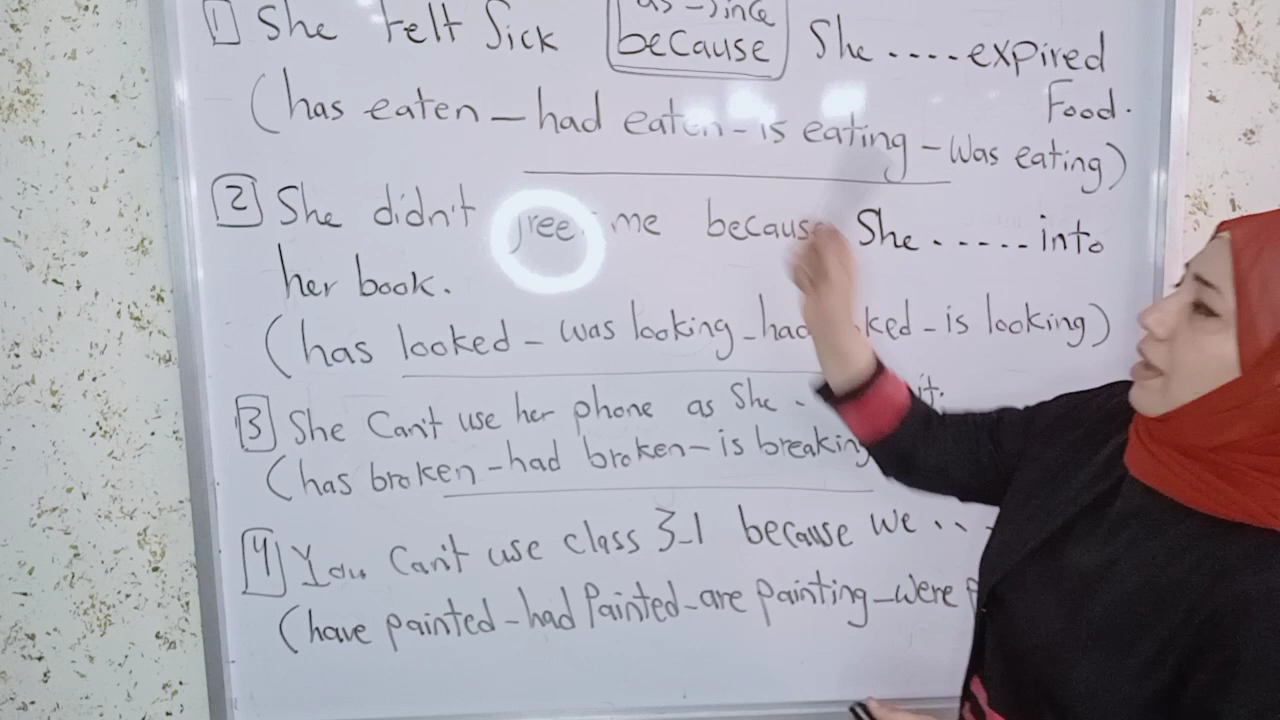 1 She Felt Sick as - since because She ....expired
Food.
(has eaten - had eaten - is eating - was eating)
2 She didn't me because She ..... into
her book.
(has looked - was looking - is looking)
3 She Can't use her phone as She . it.
(has broken - had broken - is breaking
4 You Can't use class 3-1 because we ..
(have painted - had Painted - are painting - were